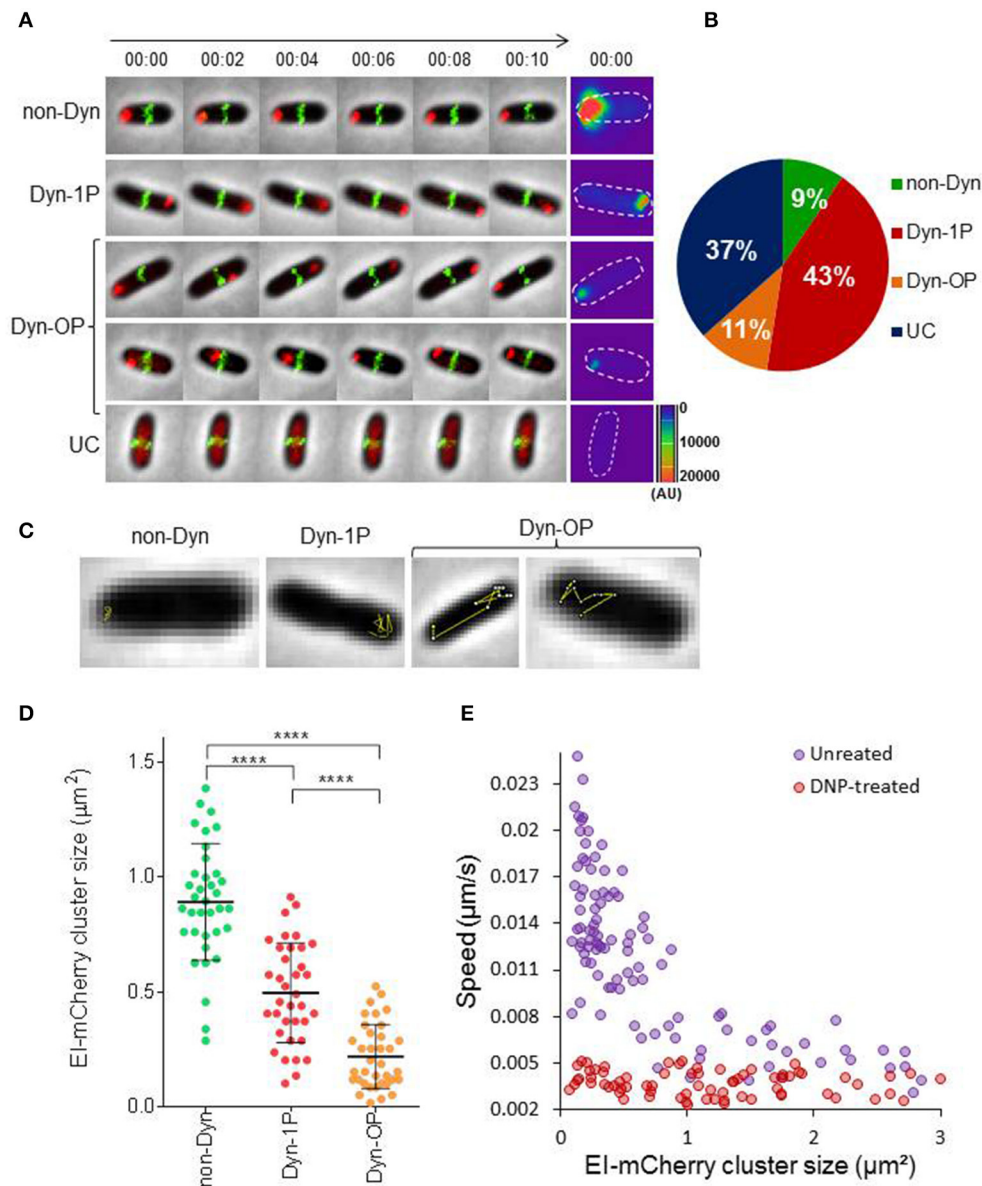 A
00:00 00:02 00:04 00:06 00:08 00:10 00:00
non-Dyn
Dyn-1P
Dyn-OP
UC
0
10000
20000
(AU)
B
9%
43%
11%
37%
non-Dyn
Dyn-1P
Dyn-OP
UC
C
non-Dyn Dyn-1P Dyn-OP
D
****
**** ****
EI-mCherry cluster size (µm²)
1.5
1.0
0.5
0.0
non-Dyn Dyn-1P Dyn-OP
E
Unreated
DNP-treated
Speed (µm/s)
0.023
0.02
0.017
0.014
0.011
0.008
0.005
0.002
0 1 2 3
EI-mCherry cluster size (µm²)